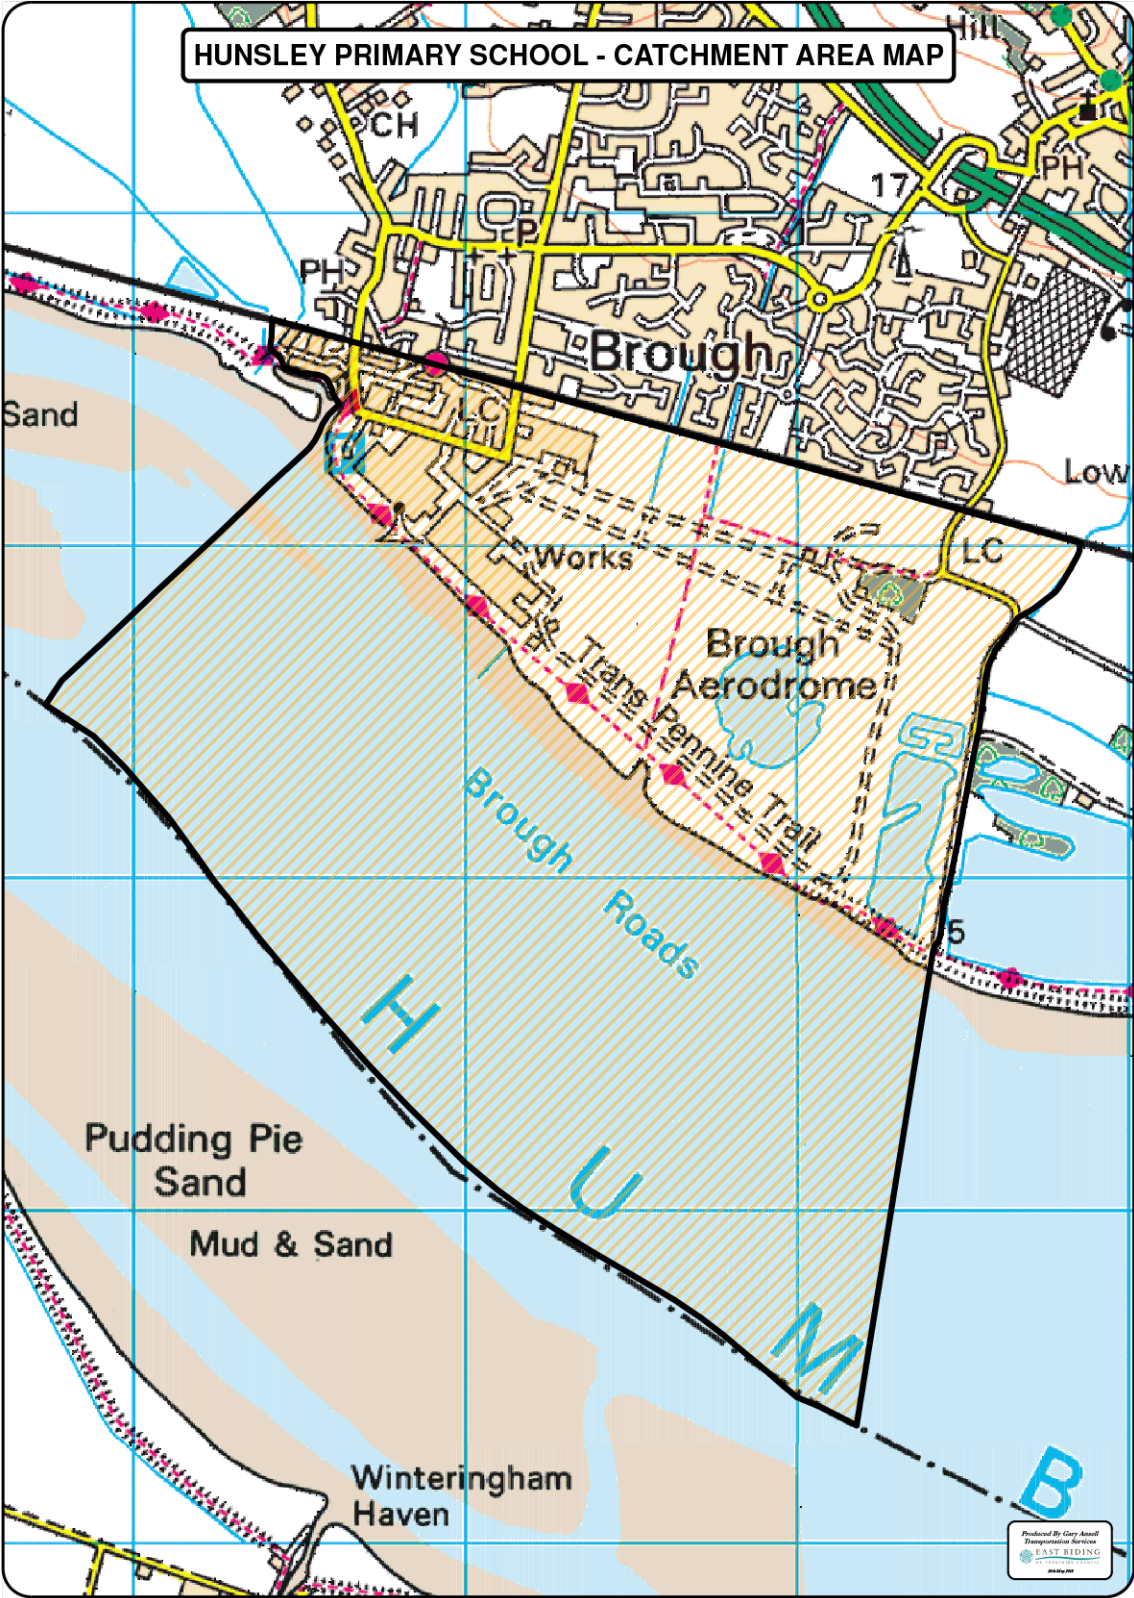 Hill
HUNSLEY PRIMARY SCHOOL - CATCHMENT AREA MAP
CH
PH
17
P
PH
Brough
Sand
LC
Low
LC
Works
Brough
Aerodrome
Trans Pennine Trail
Brough Roads
5
H
U
M
B
Pudding Pie
Sand
Mud & Sand
Winteringham
Haven
Produced By Gary Ansell
Transportation Services
EAST RIDING